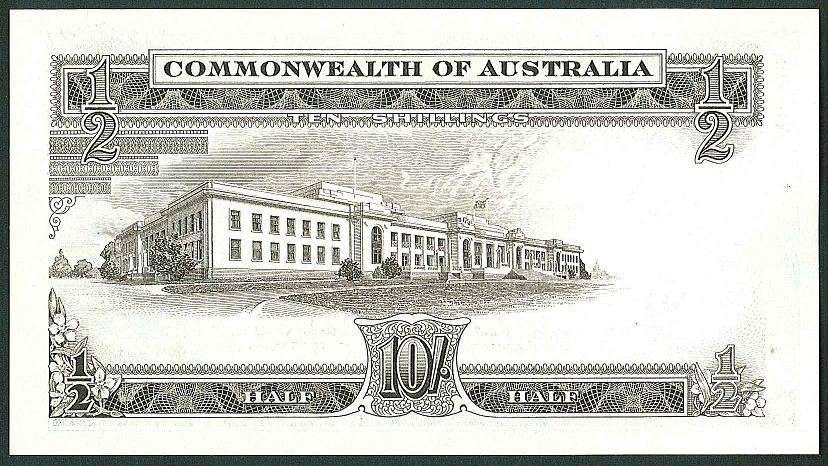 COMMONWEALTH OF AUSTRALIA
1/2 1/2
TEN SHILLINGS
10/-
1/2 HALF HALF 1/2